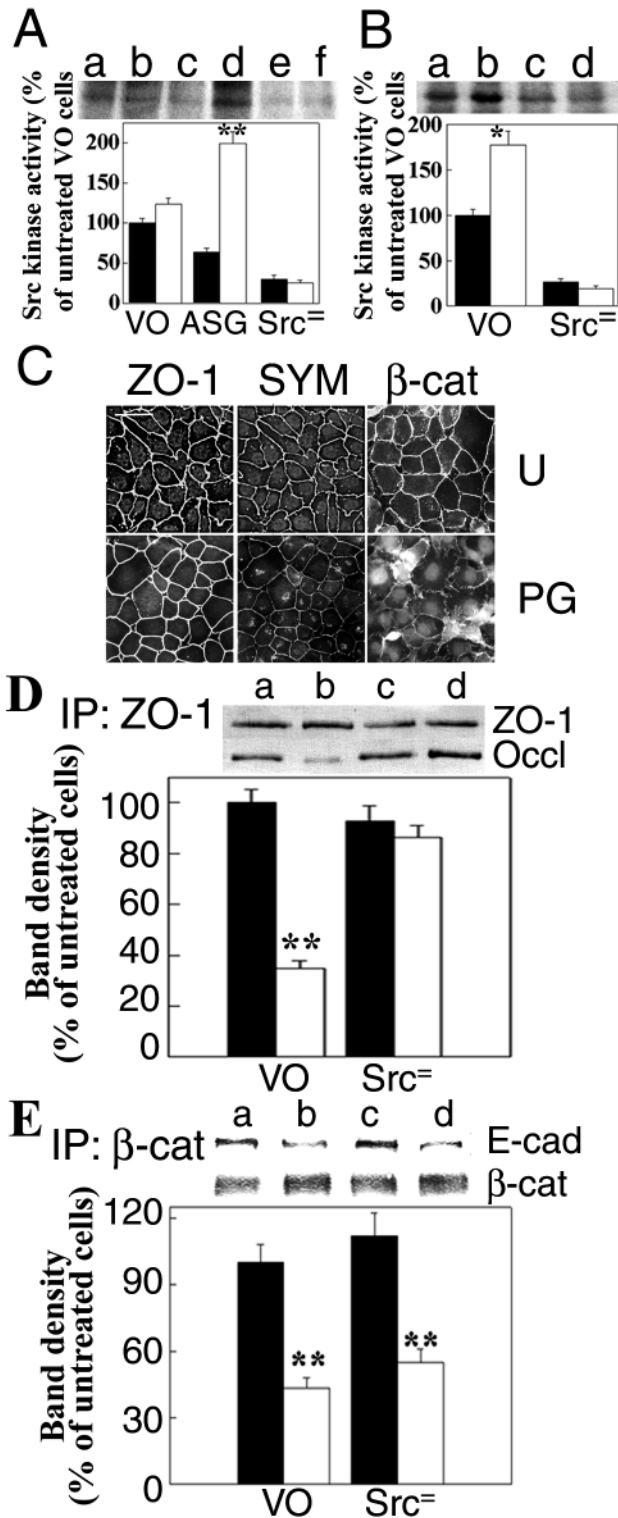 A
a b c d e f
Src kinase activity (%
of untreated VO cells
200
150
100
50
0
**
VO ASG Src=
B
a b c d
Src kinase activity (%
of untreated VO cells
200
150
100
50
0
*
VO Src=
C
ZO-1 SYM β-cat
U
PG
D
IP: ZO-1
a b c d
ZO-1
Occl
Band density
(% of untreated cells)
100
80
60
40
20
0
**
VO Src=
E
IP: β-cat
a b c d
E-cad
β-cat
Band density
(% of untreated cells)
120
90
60
30
0
**
**
VO Src=